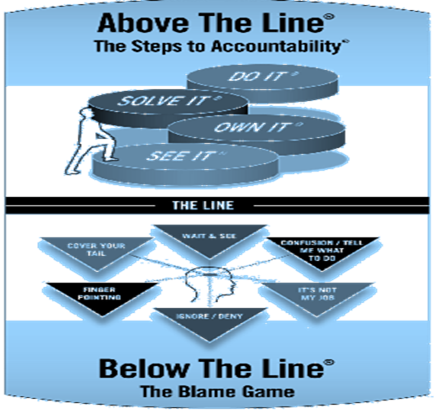 Above The Line®
The Steps to Accountability®
DO IT®
SOLVE IT®
OWN IT®
SEE IT®
THE LINE
WAIT & SEE
COVER YOUR
TAIL
CONFUSION / TELL
ME WHAT
TO DO
FINGER
POINTING
IT'S NOT
MY JOB
IGNORE / DENY
Below The Line®
The Blame Game